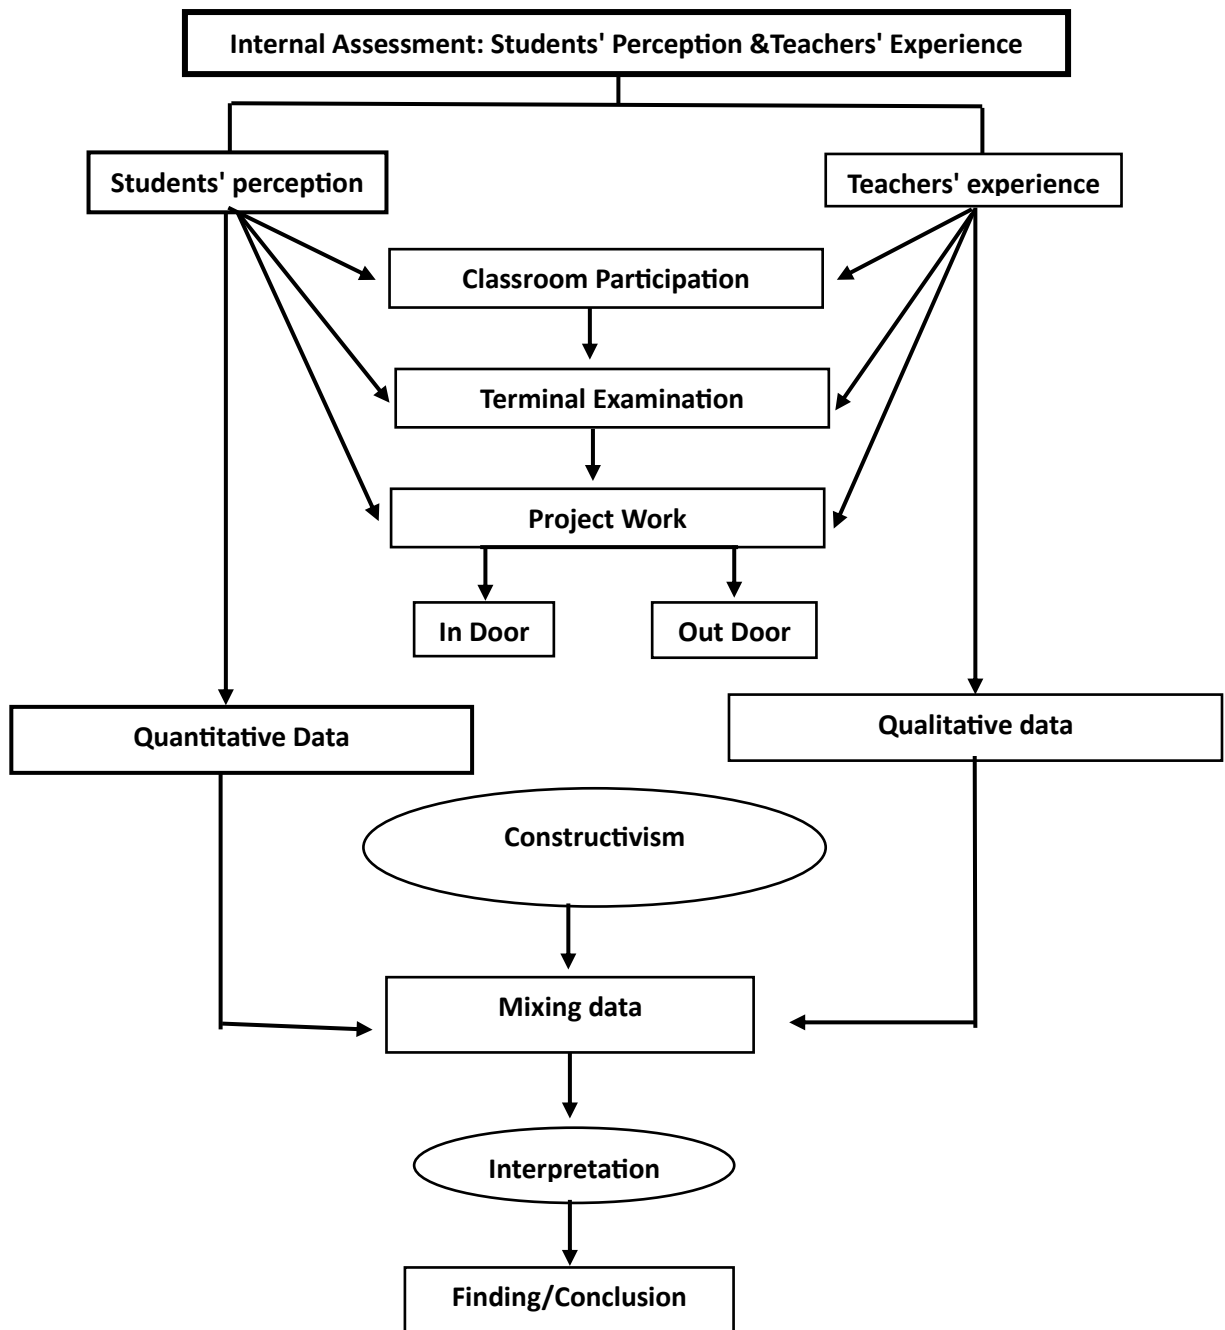 Internal Assessment: Students' Perception &Teachers' Experience
Students' perception
Teachers' experience
Classroom Participation
Terminal Examination
Project Work
In Door
Out Door
Quantitative Data
Qualitative data
Constructivism
Mixing data
Interpretation
Finding/Conclusion